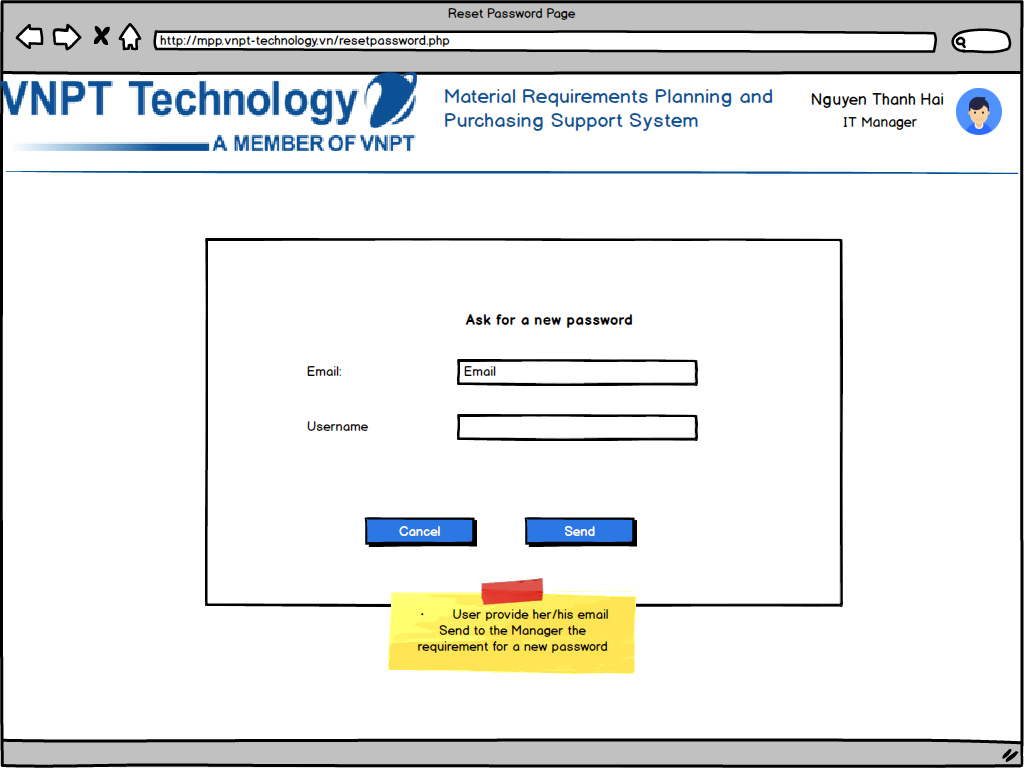 Reset Password Page
http://mpp.vnpt-technology.vn/resetpassword.php
VNPT Technology
A MEMBER OF VNPT
Material Requirements Planning and
Purchasing Support System
Nguyen Thanh Hai
IT Manager
Ask for a new password
Email: Email
Username
Cancel Send
· User provide her/his email
Send to the Manager the
requirement for a new password